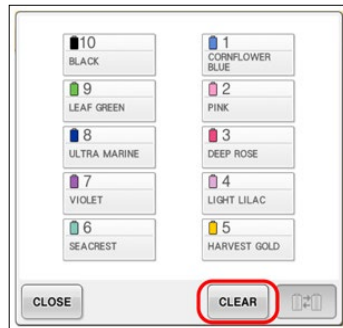 10
BLACK
1
CORNFLOWER
BLUE
9
LEAF GREEN
2
PINK
8
ULTRA MARINE
3
DEEP ROSE
7
VIOLET
4
LIGHT LILAC
6
SEACREST
5
HARVEST GOLD
CLOSE
CLEAR